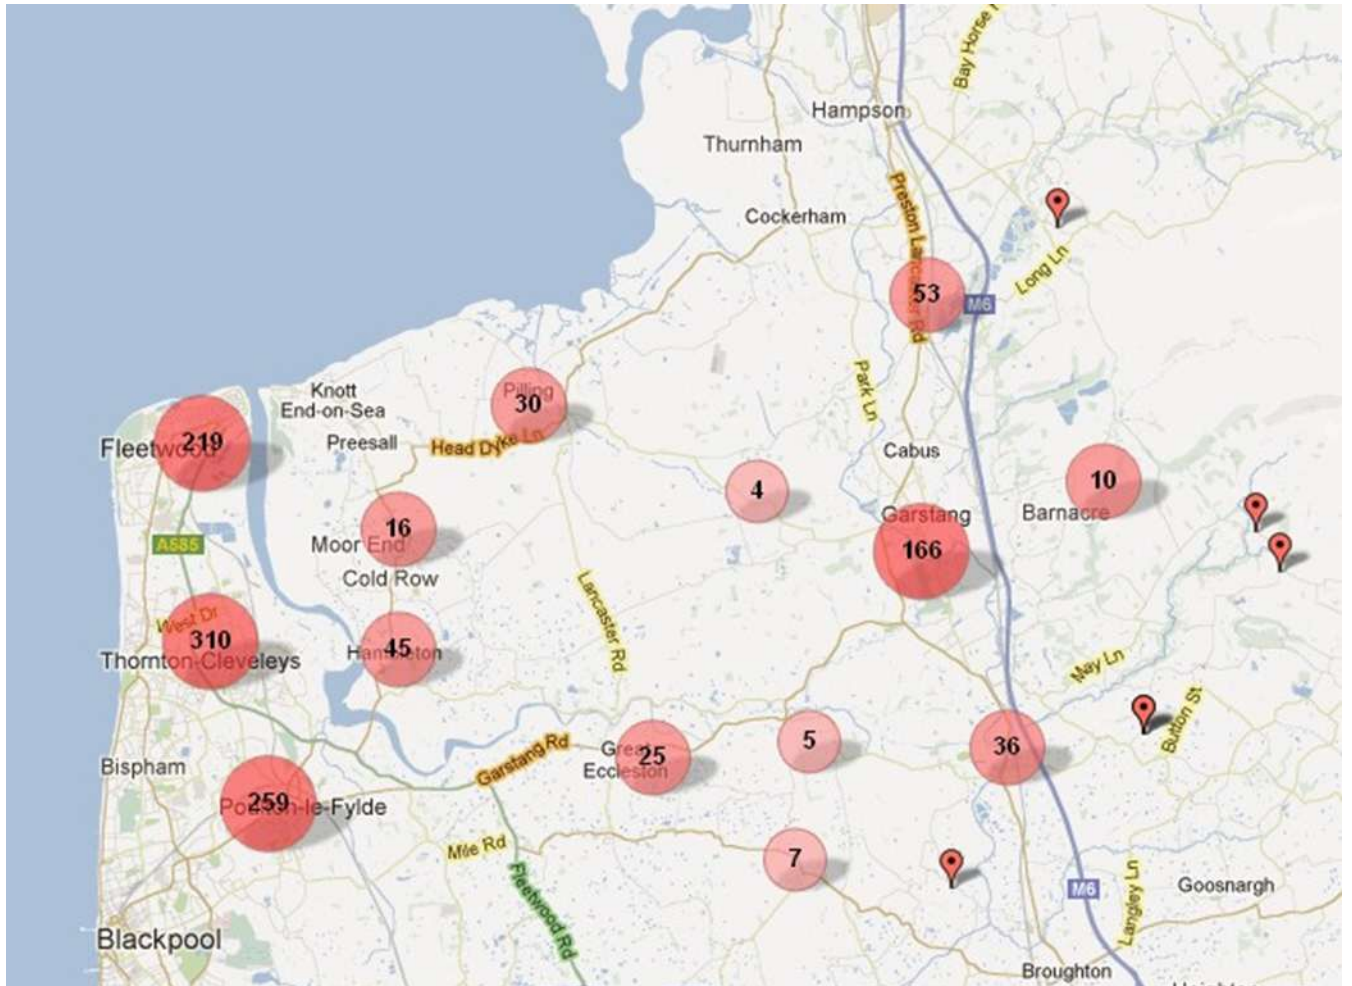 Bay Horse
Hampson
Thurnham
Preston Lancaster Rd
Cockerham
Long Ln
53
M6
Knott
End-on-Sea
Pilling
30
Park Ln
219
Fleetwood
Preesall
Head Dyke Ln
Cabus
4
10
Barnacre
Garstang
166
16
Moor End
A585
Cold Row
Lancaster Rd
West Dr
310
Thornton-Cleveleys
45
Hambleton
May Ln
Button St
Garstang Rd
Great
25
Eccleston
5
36
Bispham
259
Poulton-le-Fylde
Mile Rd
7
Fleetwood Rd
M6
Langley Ln
Goosnargh
Blackpool
Broughton